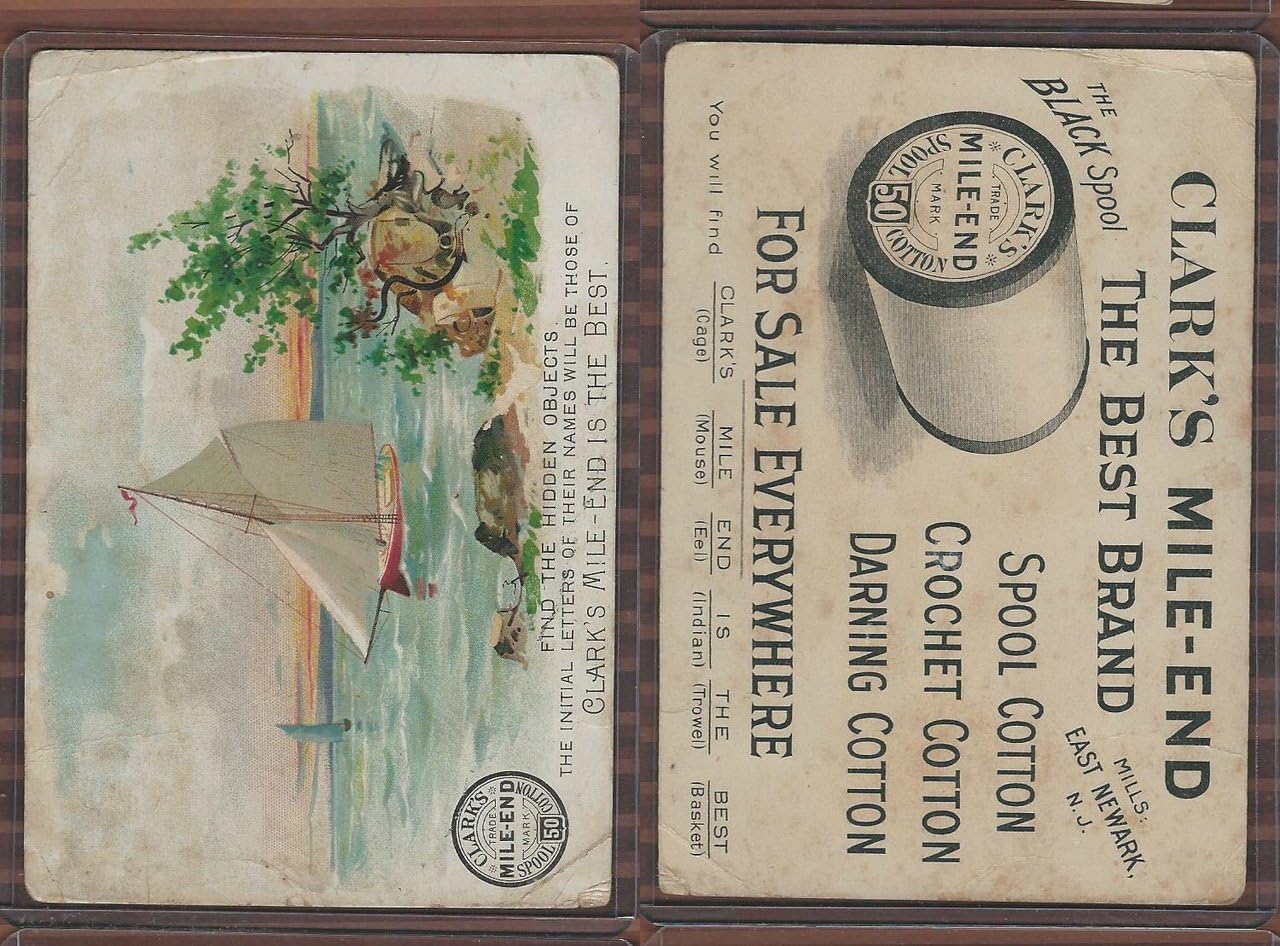 FIND THE HIDDEN OBJECTS.
THE INITIAL LETTERS OF THEIR NAMES WILL BE THOSE OF
CLARK'S MILE-END IS THE BEST.
CLARK'S
TRADE
MILE-END
MARK
SPOOL 50 COTTON
CLARK'S MILE-END
THE BEST BRAND
MILLS:
EAST NEWARK,
N.J.
THE
BLACK Spool
CLARK'S
TRADE
MILE-END
MARK
SPOOL 50 COTTON
SPOOL COTTON
CROCHET COTTON
DARNING COTTON
FOR SALE EVERYWHERE
You will find CLARK'S MILE END IS THE BEST
(Cage) (Mouse) (Eel) (Indian) (Trowel) (Basket)